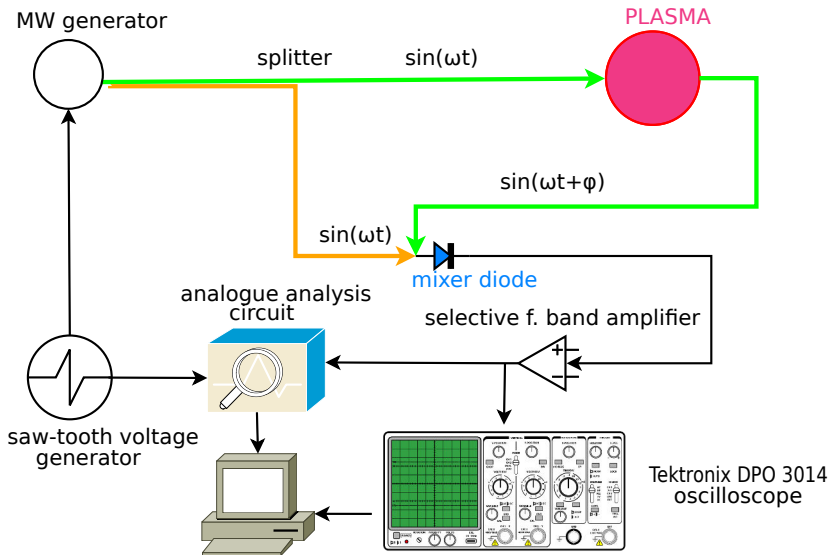 MW generator
PLASMA
splitter
sin(ωt)
sin(ωt+φ)
sin(ωt)
mixer diode
analogue analysis
circuit
selective f. band amplifier
saw-tooth voltage
generator
Tektronix DPO 3014
oscilloscope